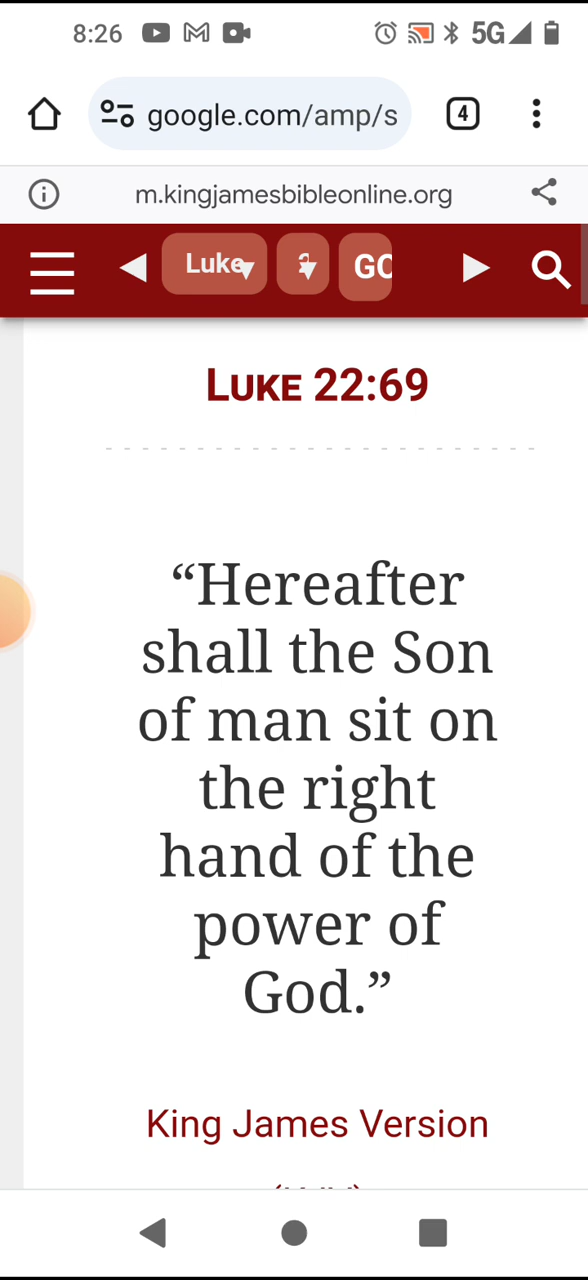 8:26 5G
google.com/amp/s 4
m.kingjamesbibleonline.org
Luke GO
LUKE 22:69
“Hereafter
shall the Son
of man sit on
the right
hand of the
power of
God.”
King James Version